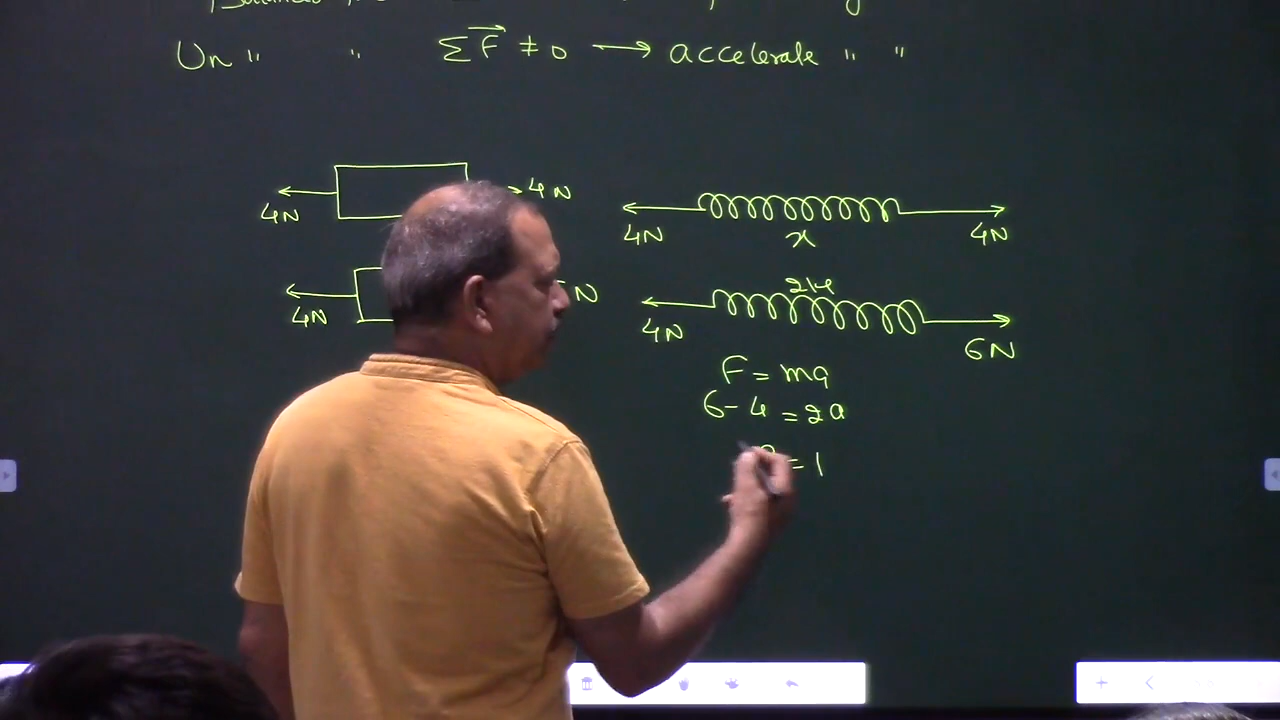 Un " " ΣF⃗ ≠ 0 → accelerate " "
4N 4N
4N N
4N x 4N
2kg
4N 6N
F = ma
6 - 4 = 2a
= 1